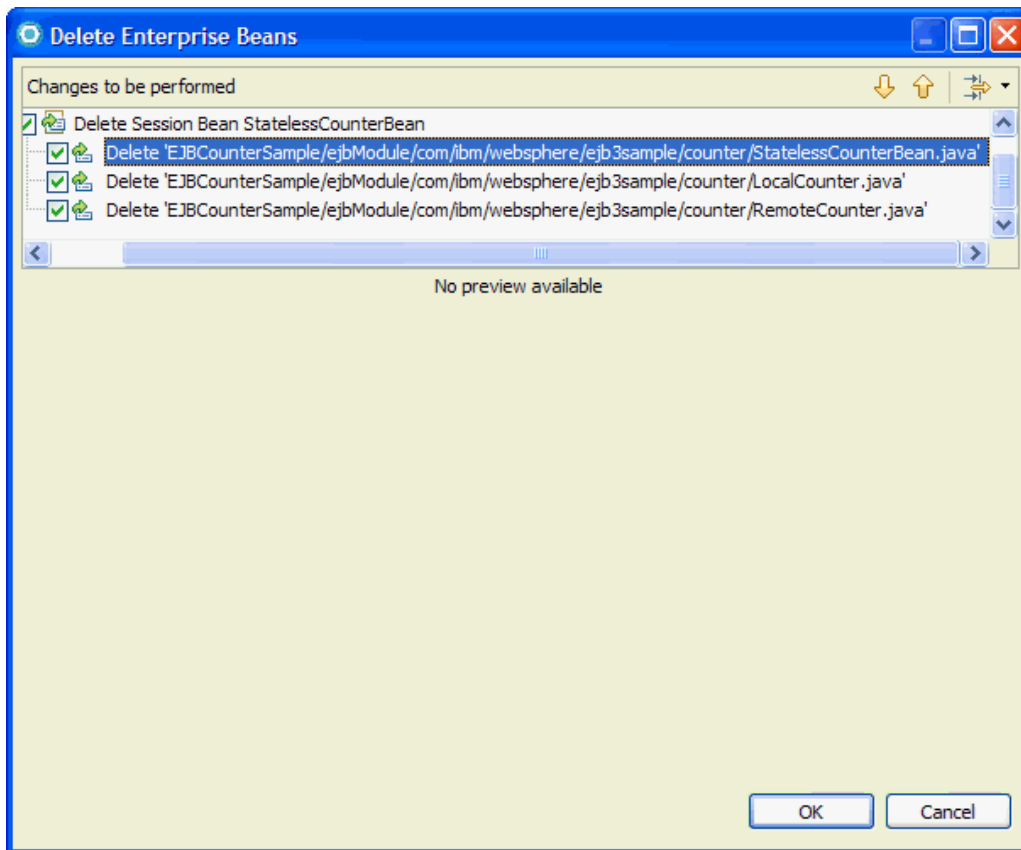 Delete Enterprise Beans
Changes to be performed
Delete Session Bean StatelessCounterBean
Delete 'EJBCounterSample/ejbModule/com/ibm/websphere/ejb3sample/counter/StatelessCounterBean.java'
Delete 'EJBCounterSample/ejbModule/com/ibm/websphere/ejb3sample/counter/LocalCounter.java'
Delete 'EJBCounterSample/ejbModule/com/ibm/websphere/ejb3sample/counter/RemoteCounter.java'
No preview available
OK Cancel